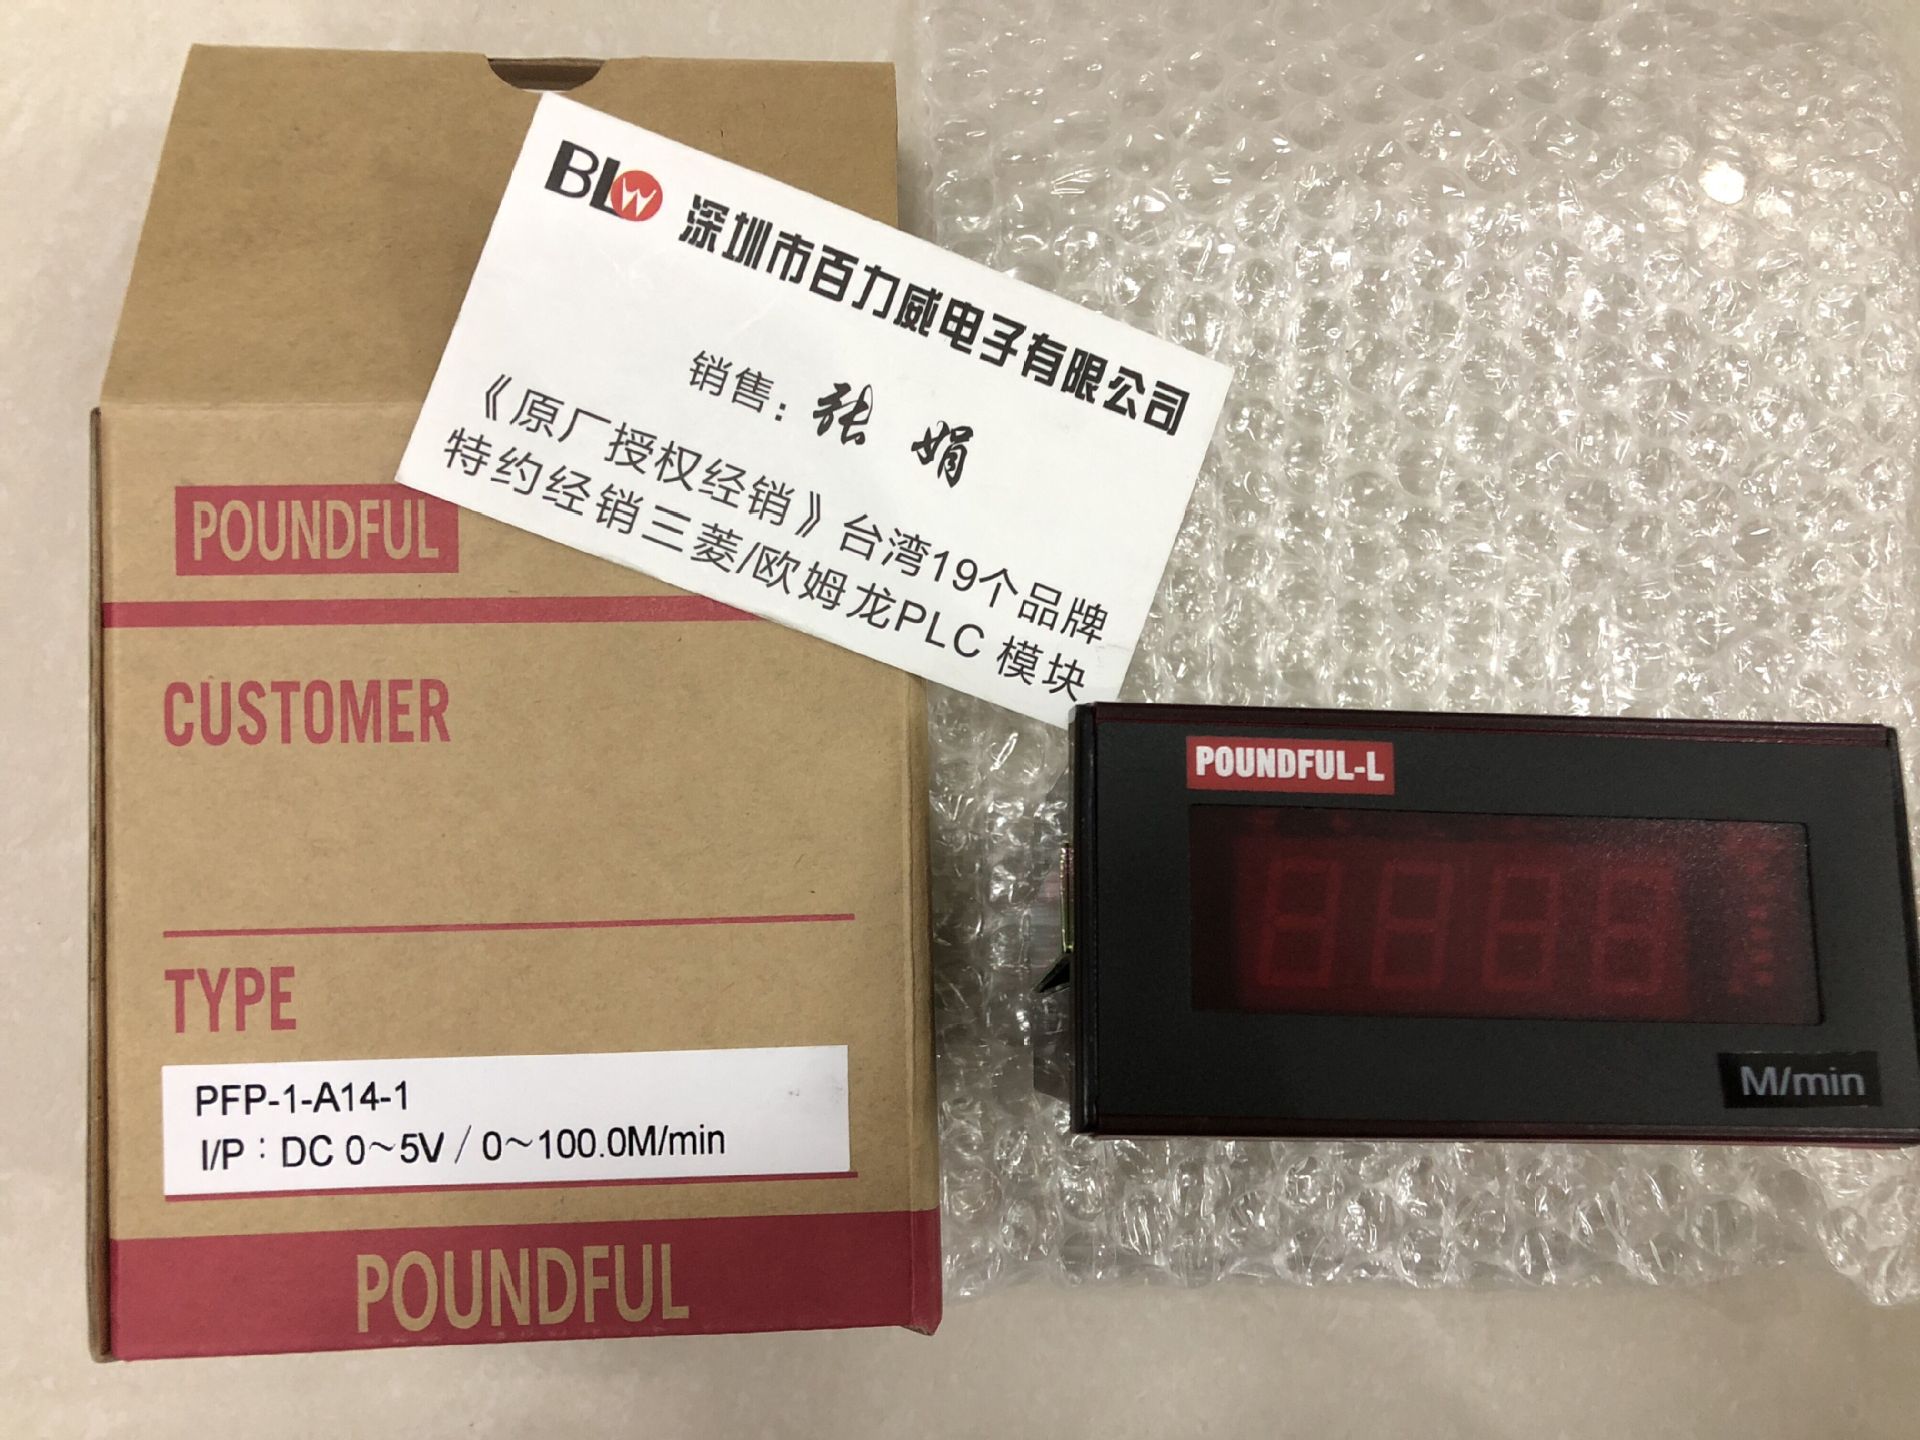 BLW 深圳市百力威电子有限公司
销售：张 娟
《原厂授权经销》台湾19个品牌
特约经销三菱/欧姆龙PLC 模块
POUNDFUL
CUSTOMER
TYPE
PFP-1-A14-1
I/P：DC 0～5V / 0～100.0M/min
POUNDFUL
POUNDFUL-L
M/min